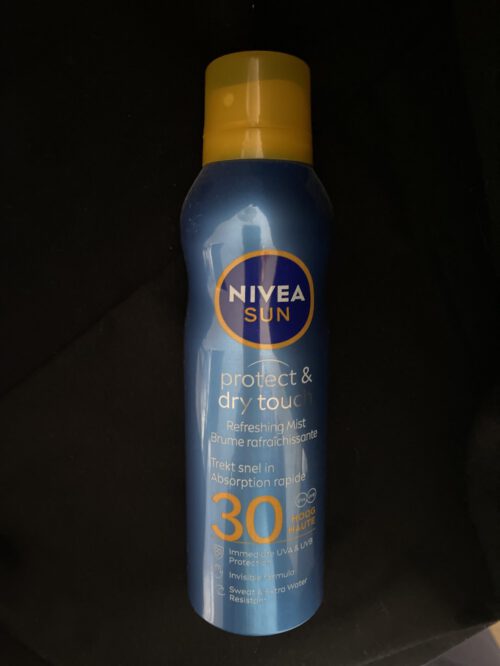 NIVEA
SUN
protect &
dry touch
Refreshing Mist
Brume rafraîchissante
Trekt snel in
Absorption rapide
30
HOOG
HAUTE
Immediate UVA & UVB
Protection
Invisible formula
Sweat & Extra Water
Resistant